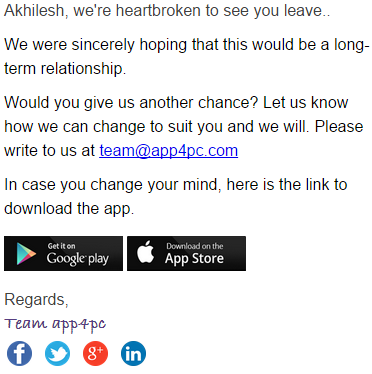 Akhilesh, we're heartbroken to see you leave..
We were sincerely hoping that this would be a long-
term relationship.
Would you give us another chance? Let us know
how we can change to suit you and we will. Please
write to us at team@app4pc.com
In case you change your mind, here is the link to
download the app.
Get it on
Google play
Download on the
App Store
Regards,
Team app4pc
f
g+
in